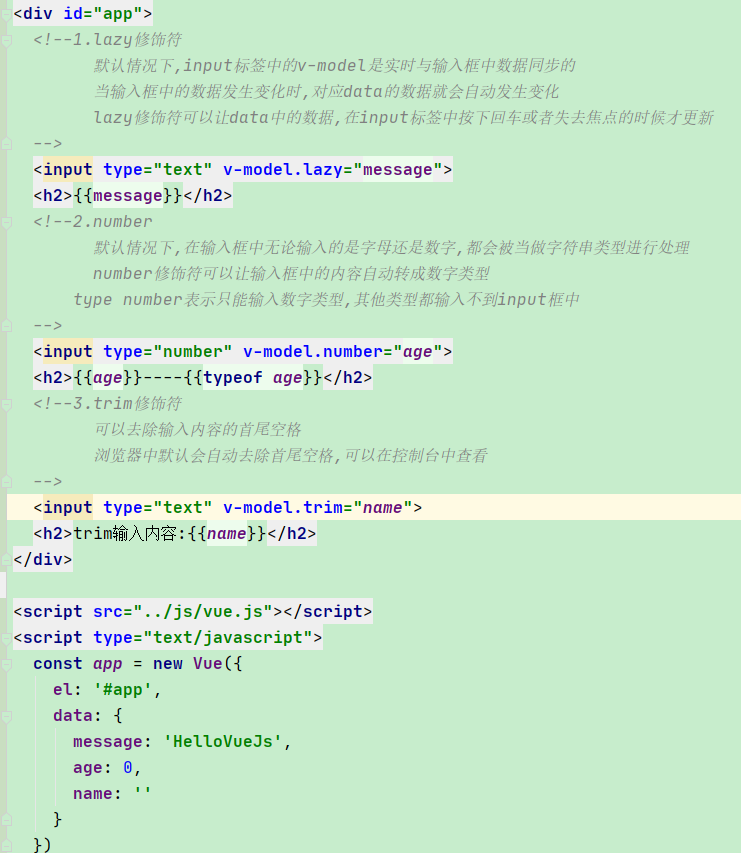 <div id="app">
<!--1.lazy修饰符
默认情况下,input标签中的v-model是实时与输入框中数据同步的
当输入框中的数据发生变化时,对应data的数据就会自动发生变化
lazy修饰符可以让data中的数据,在input标签中按下回车或者失去焦点的时候才更新
-->
<input type="text" v-model.lazy="message">
<h2>{{message}}</h2>
<!--2.number
默认情况下,在输入框中无论输入的是字母还是数字,都会被当做字符串类型进行处理
number修饰符可以让输入框中的内容自动转成数字类型
type number表示只能输入数字类型,其他类型都输入不到input框中
-->
<input type="number" v-model.number="age">
<h2>{{age}}----{{typeof age}}</h2>
<!--3.trim修饰符
可以去除输入内容的首尾空格
浏览器中默认会自动去除首尾空格,可以在控制台中查看
-->
<input type="text" v-model.trim="name">
<h2>trim输入内容:{{name}}</h2>
</div>
<script src="../js/vue.js"></script>
<script type="text/javascript">
const app = new Vue({
el: '#app',
data: {
message: 'HelloVueJs',
age: 0,
name: ''
}
})